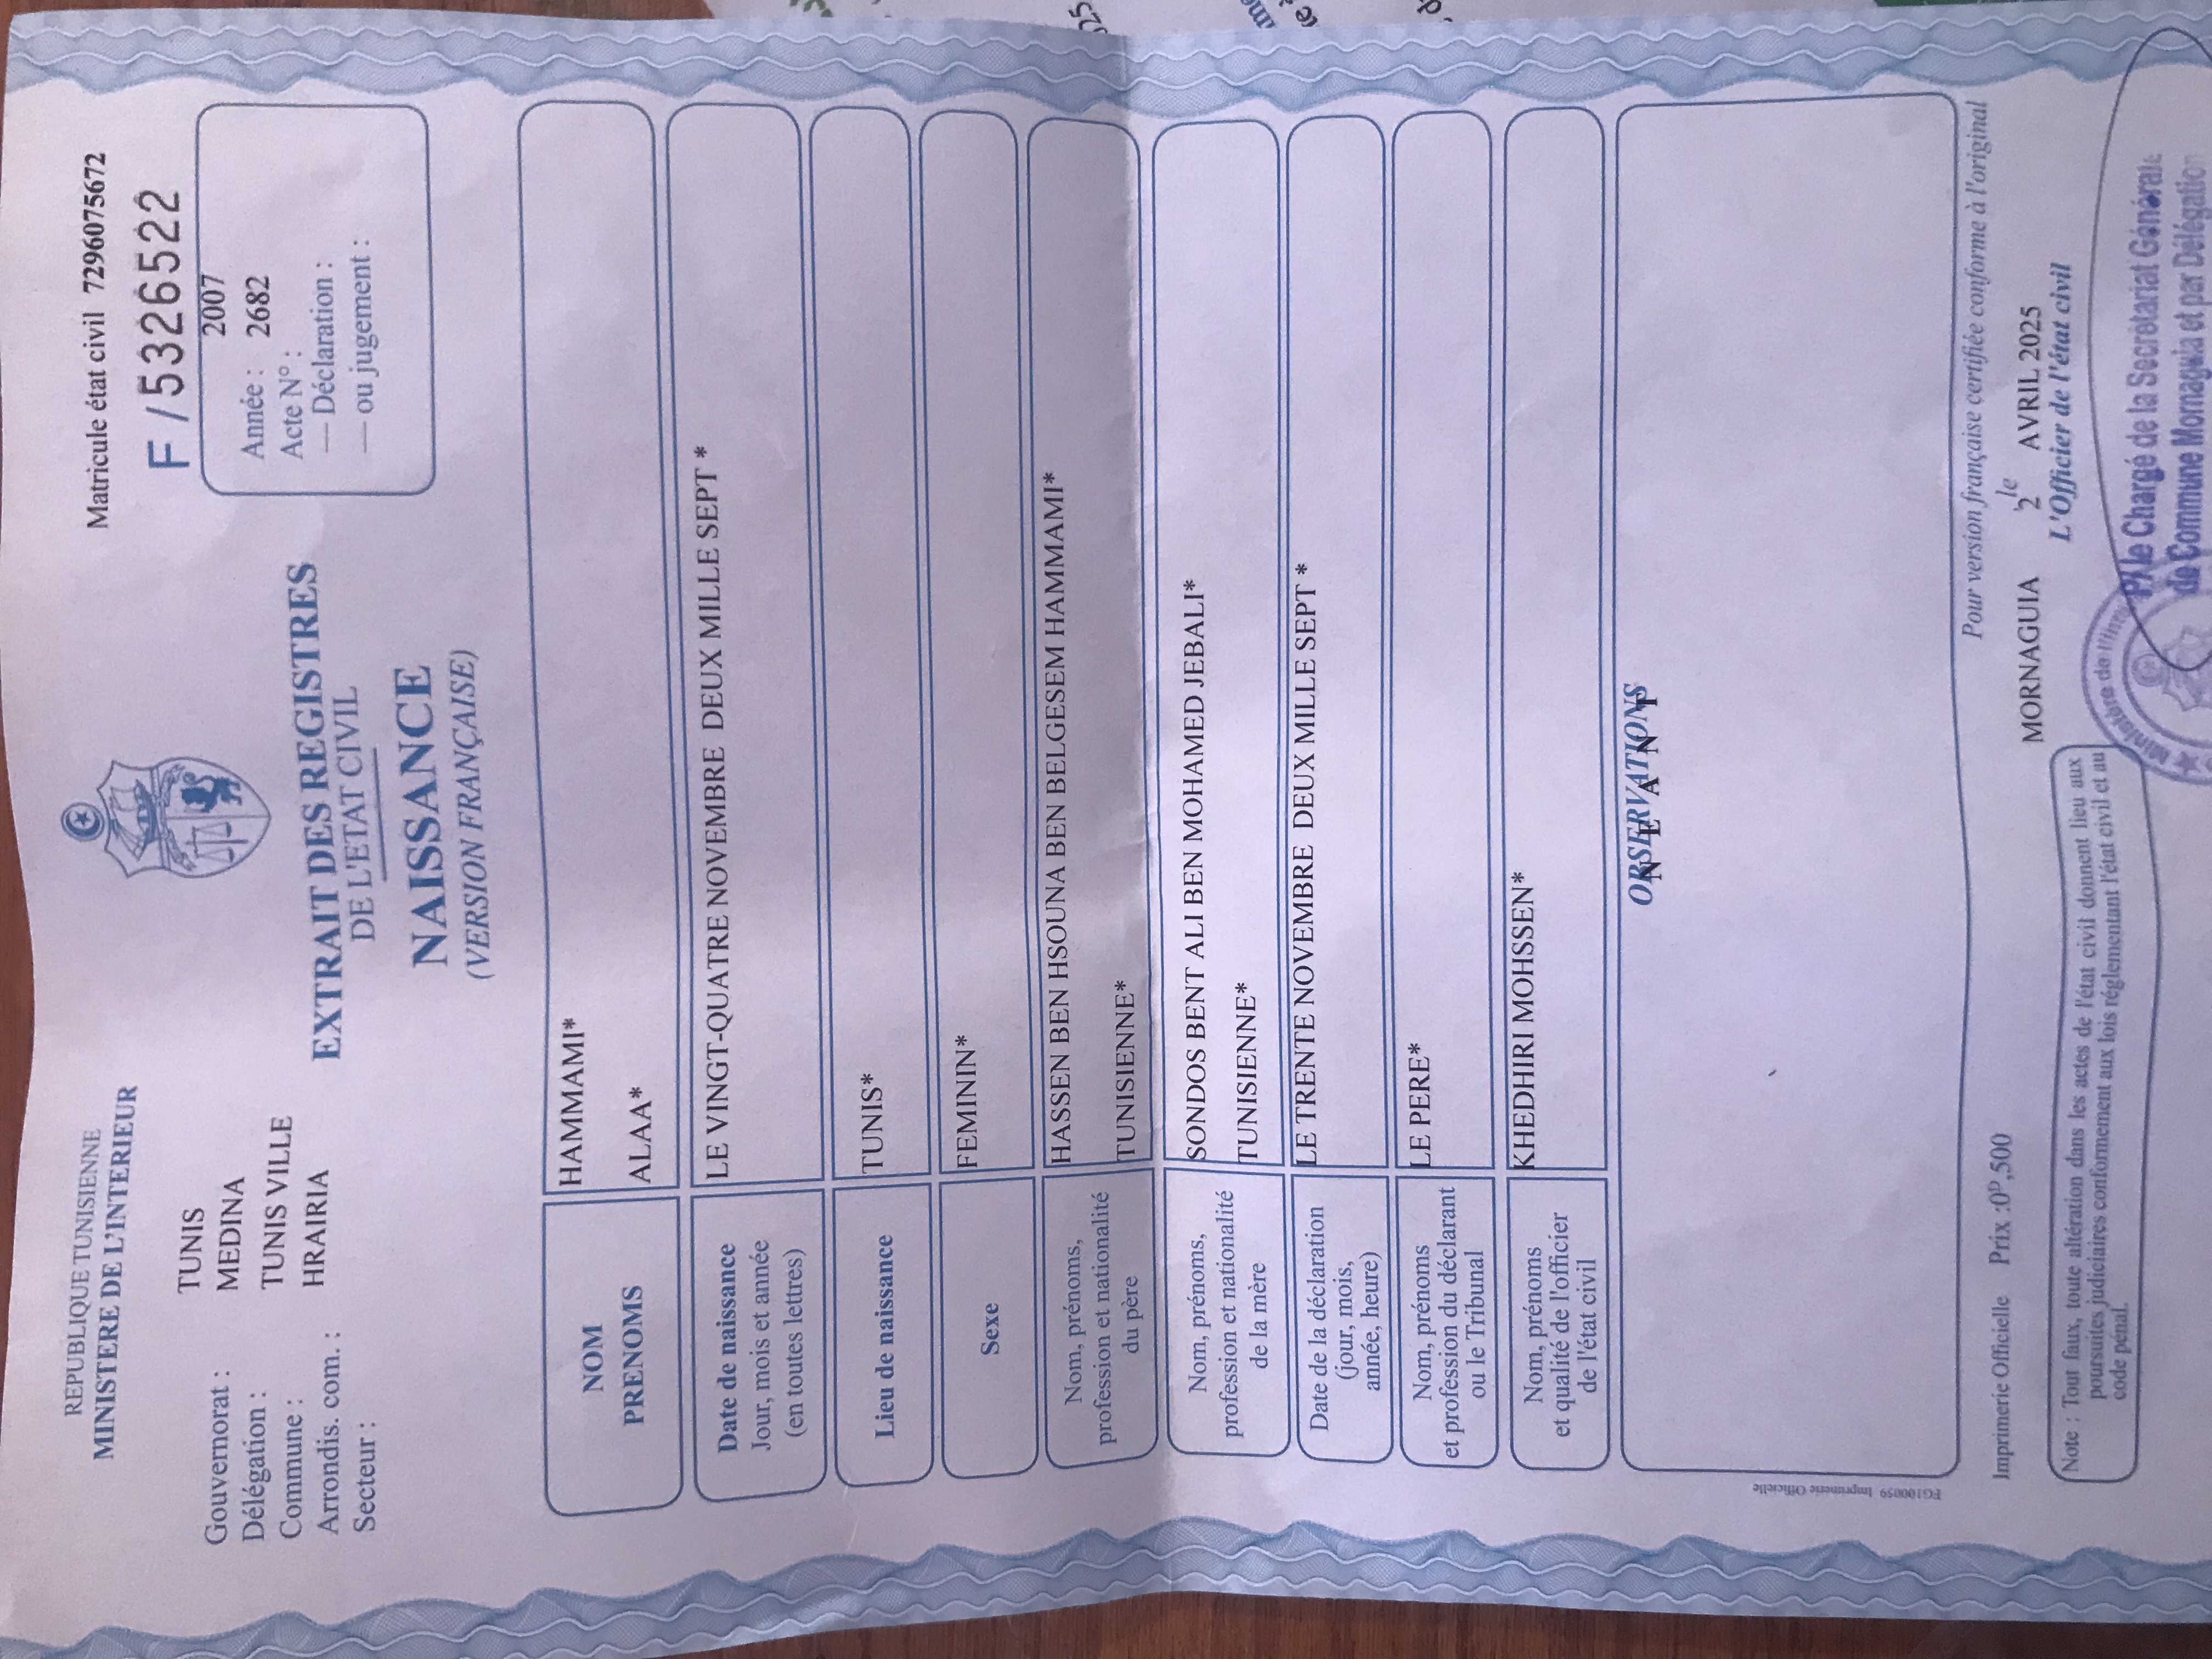 REPUBLIQUE TUNISIENNE
MINISTERE DE L'INTERIEUR
Matricule état civil 7296075672
F / 5326522
Gouvernorat : TUNIS
Délégation : MEDINA
Commune : TUNIS VILLE
Arrondis. com. : HRAIRIA
Secteur :
2007
Année : 2682
Acte N° :
— Déclaration :
— ou jugement :
EXTRAIT DES REGISTRES
DE L'ETAT CIVIL
NAISSANCE
(VERSION FRANÇAISE)
NOM HAMMAMI*
PRENOMS ALAA*
Date de naissance LE VINGT-QUATRE NOVEMBRE DEUX MILLE SEPT *
Jour, mois et année
(en toutes lettres)
Lieu de naissance TUNIS*
Sexe FEMININ*
Nom, prénoms, HASSEN BEN HSOUNA BEN BELGESEM HAMMAMI*
profession et nationalité
du père TUNISIENNE*
Nom, prénoms, SONDOS BENT ALI BEN MOHAMED JEBALI*
profession et nationalité
de la mère TUNISIENNE*
Date de la déclaration LE TRENTE NOVEMBRE DEUX MILLE SEPT *
(jour, mois,
année, heure)
Nom, prénoms LE PERE*
et profession du déclarant
ou le Tribunal
Nom, prénoms KHEDHIRI MOHSSEN*
et qualité de l'officier
de l'état civil
OBSERVATIONS
N E A N T
FG100059 Imprimerie Officielle
Pour version française certifiée conforme à l'original
Imprimerie Officielle Prix :0ᴰ,500
MORNAGUIA le 2 AVRIL 2025
L'Officier de l'état civil
Note : Tout faux, toute altération dans les actes de l'état civil donnent lieu aux
poursuites judiciaires conformement aux lois réglementant l'état civil et au
code pénal.
P/ le Chargé de la Secrétariat Générale
de Commune Mornaguia et par Délégation
Ministère de l'Inté